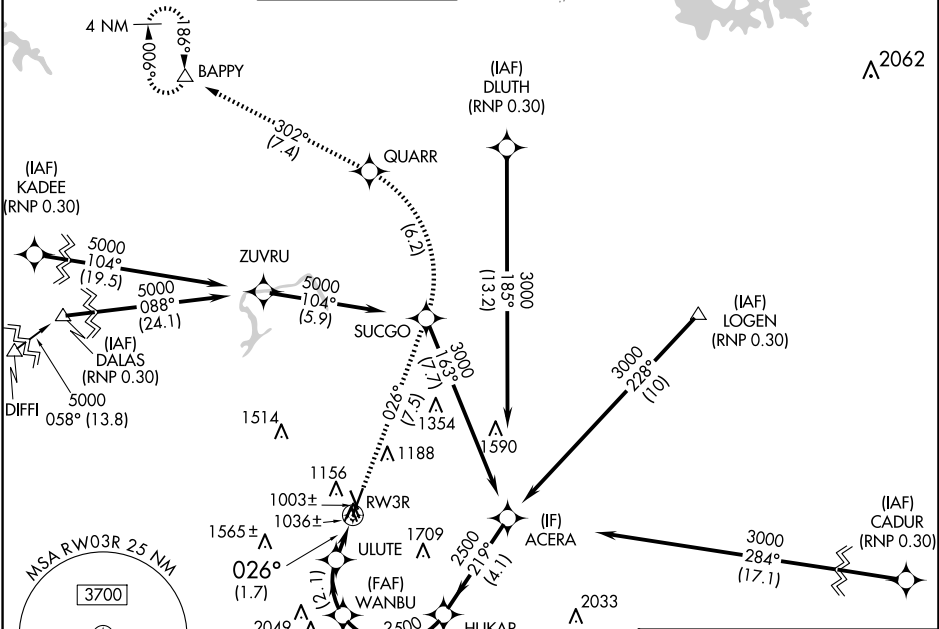 4 NM
186°
006°
BAPPY
2062
(IAF)
DLUTH
(RNP 0.30)
302°
(7.4)
QUARR
(IAF)
KADEE
(RNP 0.30)
(6.2)
5000
104°
(19.5)
ZUVRU
3000
185°
(13.2)
5000
088°
(24.1)
5000
104°
(5.9)
SUCGO
(IAF)
LOGEN
(RNP 0.30)
(IAF)
DALAS
(RNP 0.30)
3000
163°
(7.7)
3000
228°
(10)
DIFFI
5000
058° (13.8)
026°
(7.5)
1514
1354
1590
1188
1156
1003±
RW3R
1036±
(IF)
ACERA
(IAF)
CADUR
(RNP 0.30)
1565±
1709
ULUTE
2500
219°
(4.1)
3000
284°
(17.1)
MSA RW03R 25 NM
026°
(1.7)
(2.1)
(FAF)
WANBU
3700
2033
2049
2500
HUKAR